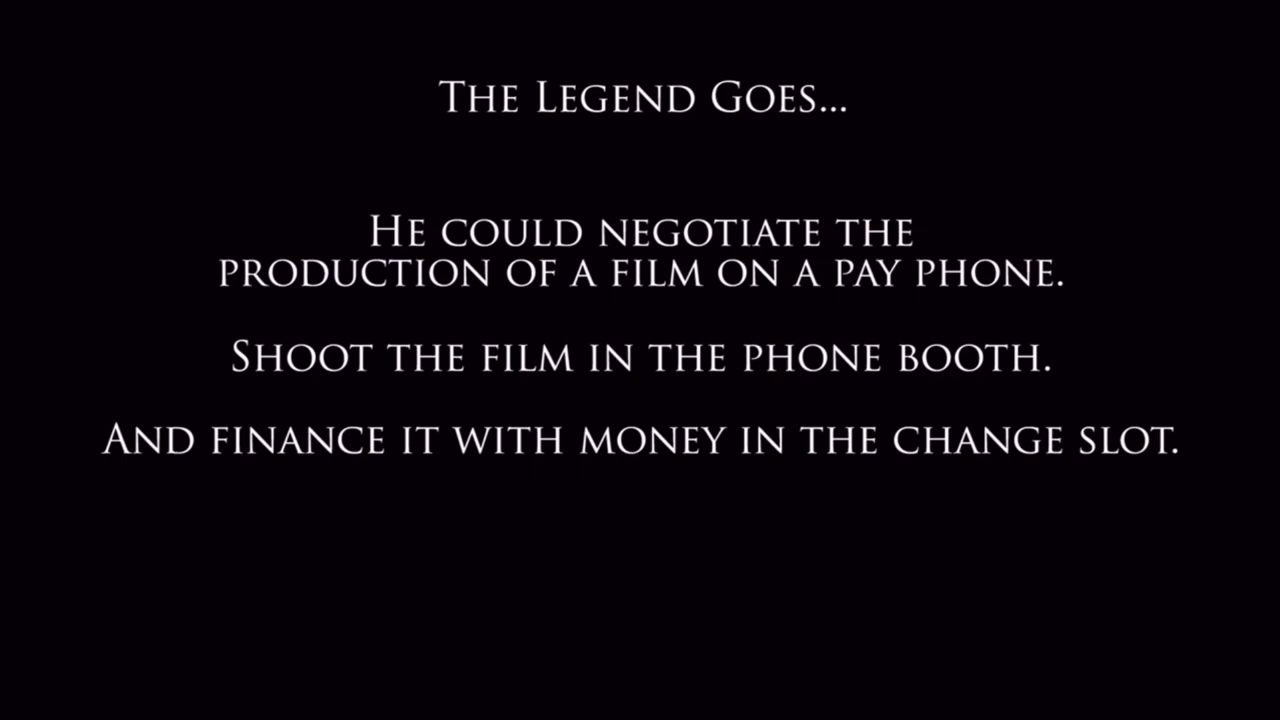 The Legend Goes...
He could negotiate the
production of a film on a pay phone.
Shoot the film in the phone booth.
And finance it with money in the change slot.